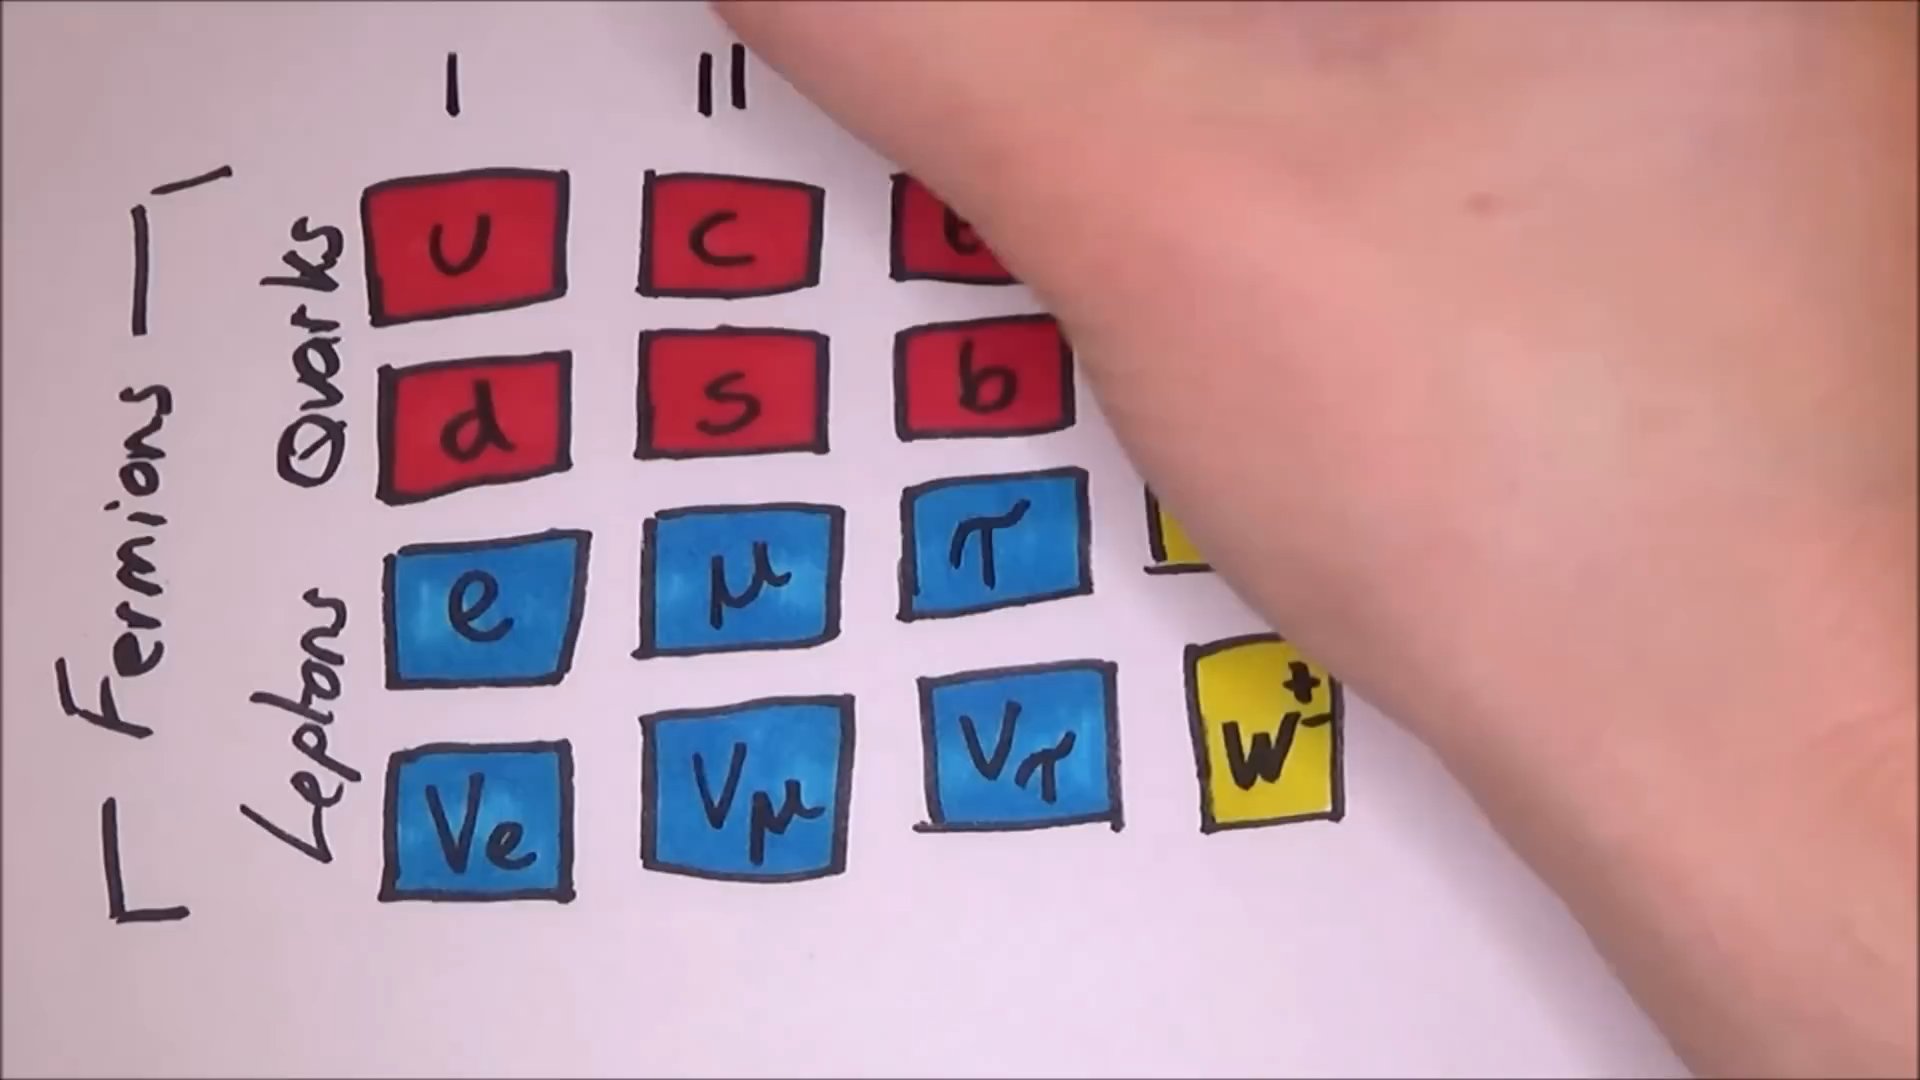 I II
u c t
d s b
e μ τ
Ve Vμ Vτ W±
Quarks
Leptons
Fermions